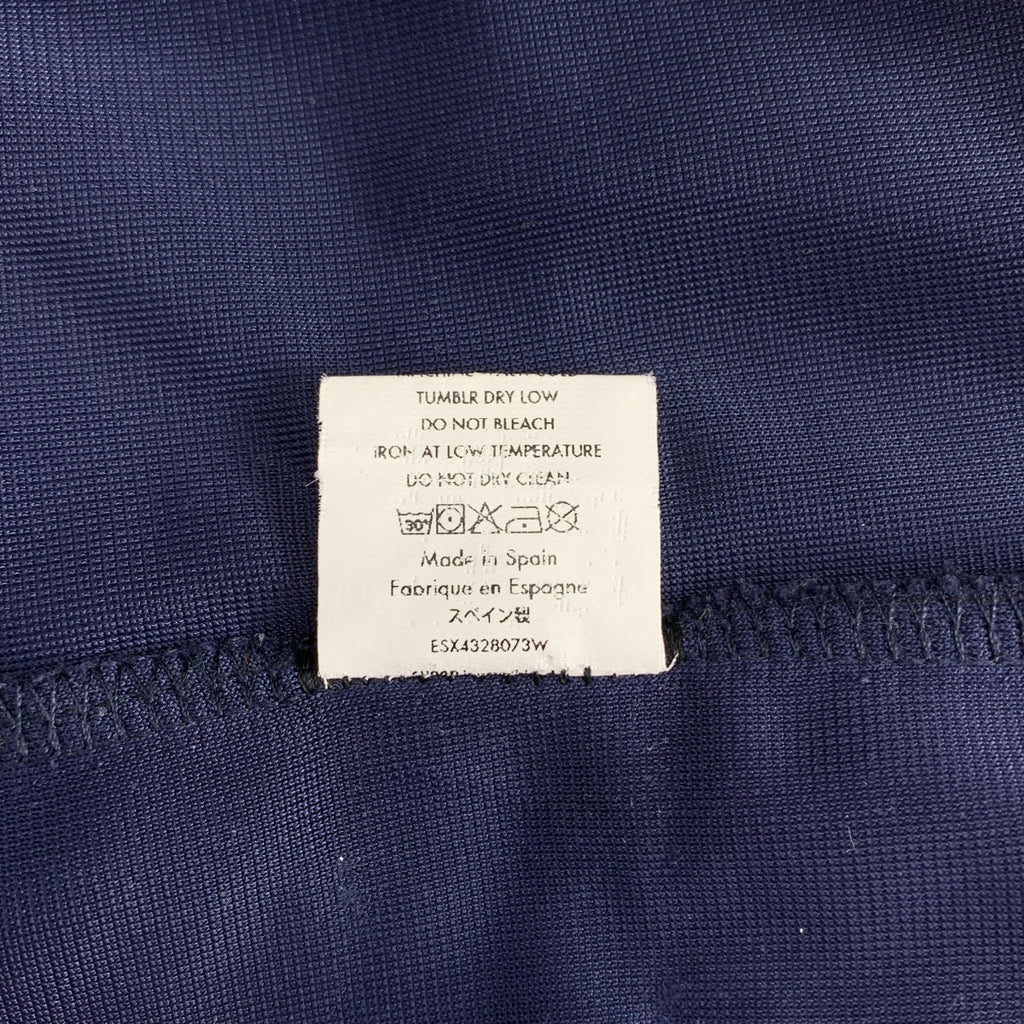 TUMBLR DRY LOW
DO NOT BLEACH
IRON AT LOW TEMPERATURE
DO NOT DRY CLEAN
30°
Made in Spain
Fabrique en Espagne
スペイン製
ESX4328073W